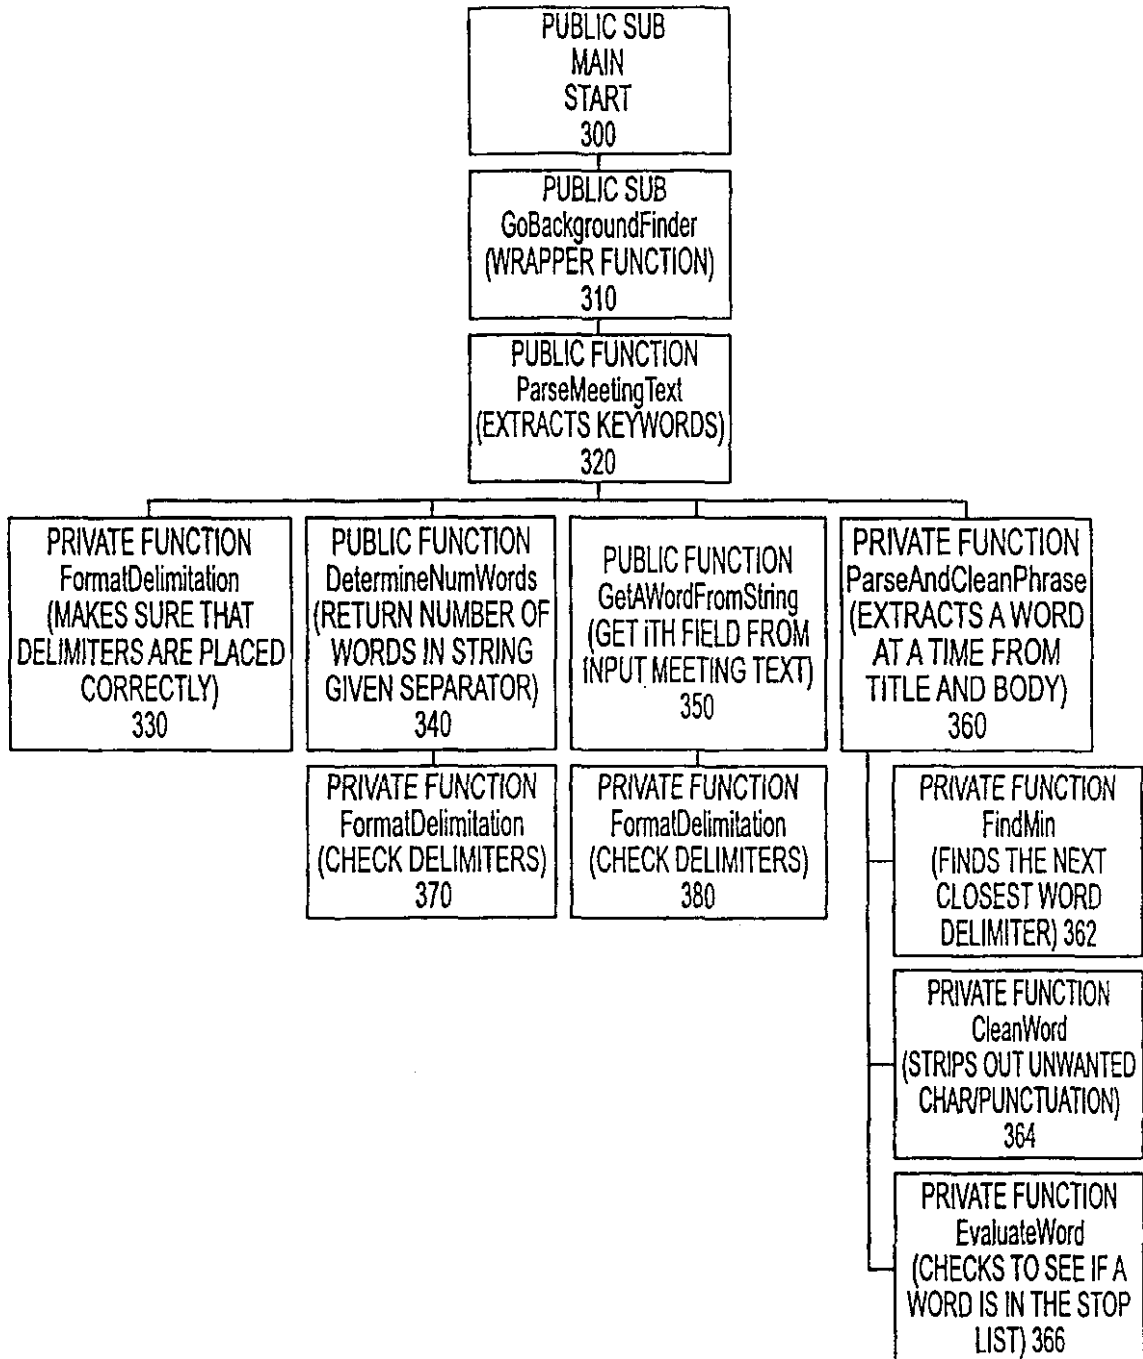 PUBLIC SUB
MAIN
START
300
PUBLIC SUB
GoBackgroundFinder
(WRAPPER FUNCTION)
310
PUBLIC FUNCTION
ParseMeetingText
(EXTRACTS KEYWORDS)
320
PRIVATE FUNCTION
FormatDelimitation
(MAKES SURE THAT
DELIMITERS ARE PLACED
CORRECTLY)
330
PUBLIC FUNCTION
DetermineNumWords
(RETURN NUMBER OF
WORDS IN STRING
GIVEN SEPARATOR)
340
PUBLIC FUNCTION
GetAWordFromString
(GET iTH FIELD FROM
INPUT MEETING TEXT)
350
PRIVATE FUNCTION
ParseAndCleanPhrase
(EXTRACTS A WORD
AT A TIME FROM
TITLE AND BODY)
360
PRIVATE FUNCTION
FormatDelimitation
(CHECK DELIMITERS)
370
PRIVATE FUNCTION
FormatDelimitation
(CHECK DELIMITERS)
380
PRIVATE FUNCTION
FindMin
(FINDS THE NEXT
CLOSEST WORD
DELIMITER) 362
PRIVATE FUNCTION
CleanWord
(STRIPS OUT UNWANTED
CHAR/PUNCTUATION)
364
PRIVATE FUNCTION
EvaluateWord
(CHECKS TO SEE IF A
WORD IS IN THE STOP
LIST) 366